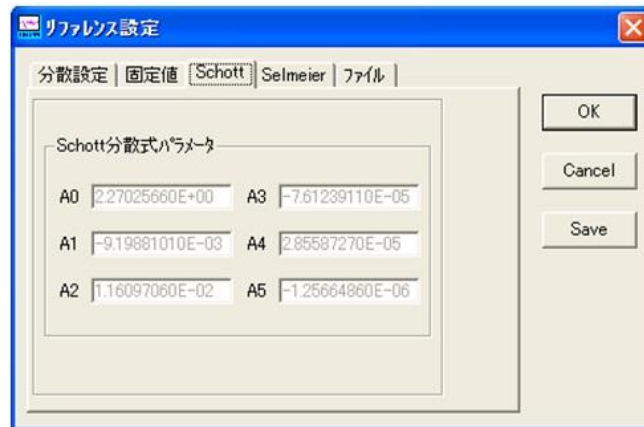 リファレンス設定
分散設定 固定値 Schott Selmeier ファイル
Schott分散式パラメータ
A0 2.27025660E+00 A3 -7.61239110E-05
A1 -9.19881010E-03 A4 2.85587270E-05
A2 1.16097060E-02 A5 -1.25664860E-06
OK
Cancel
Save